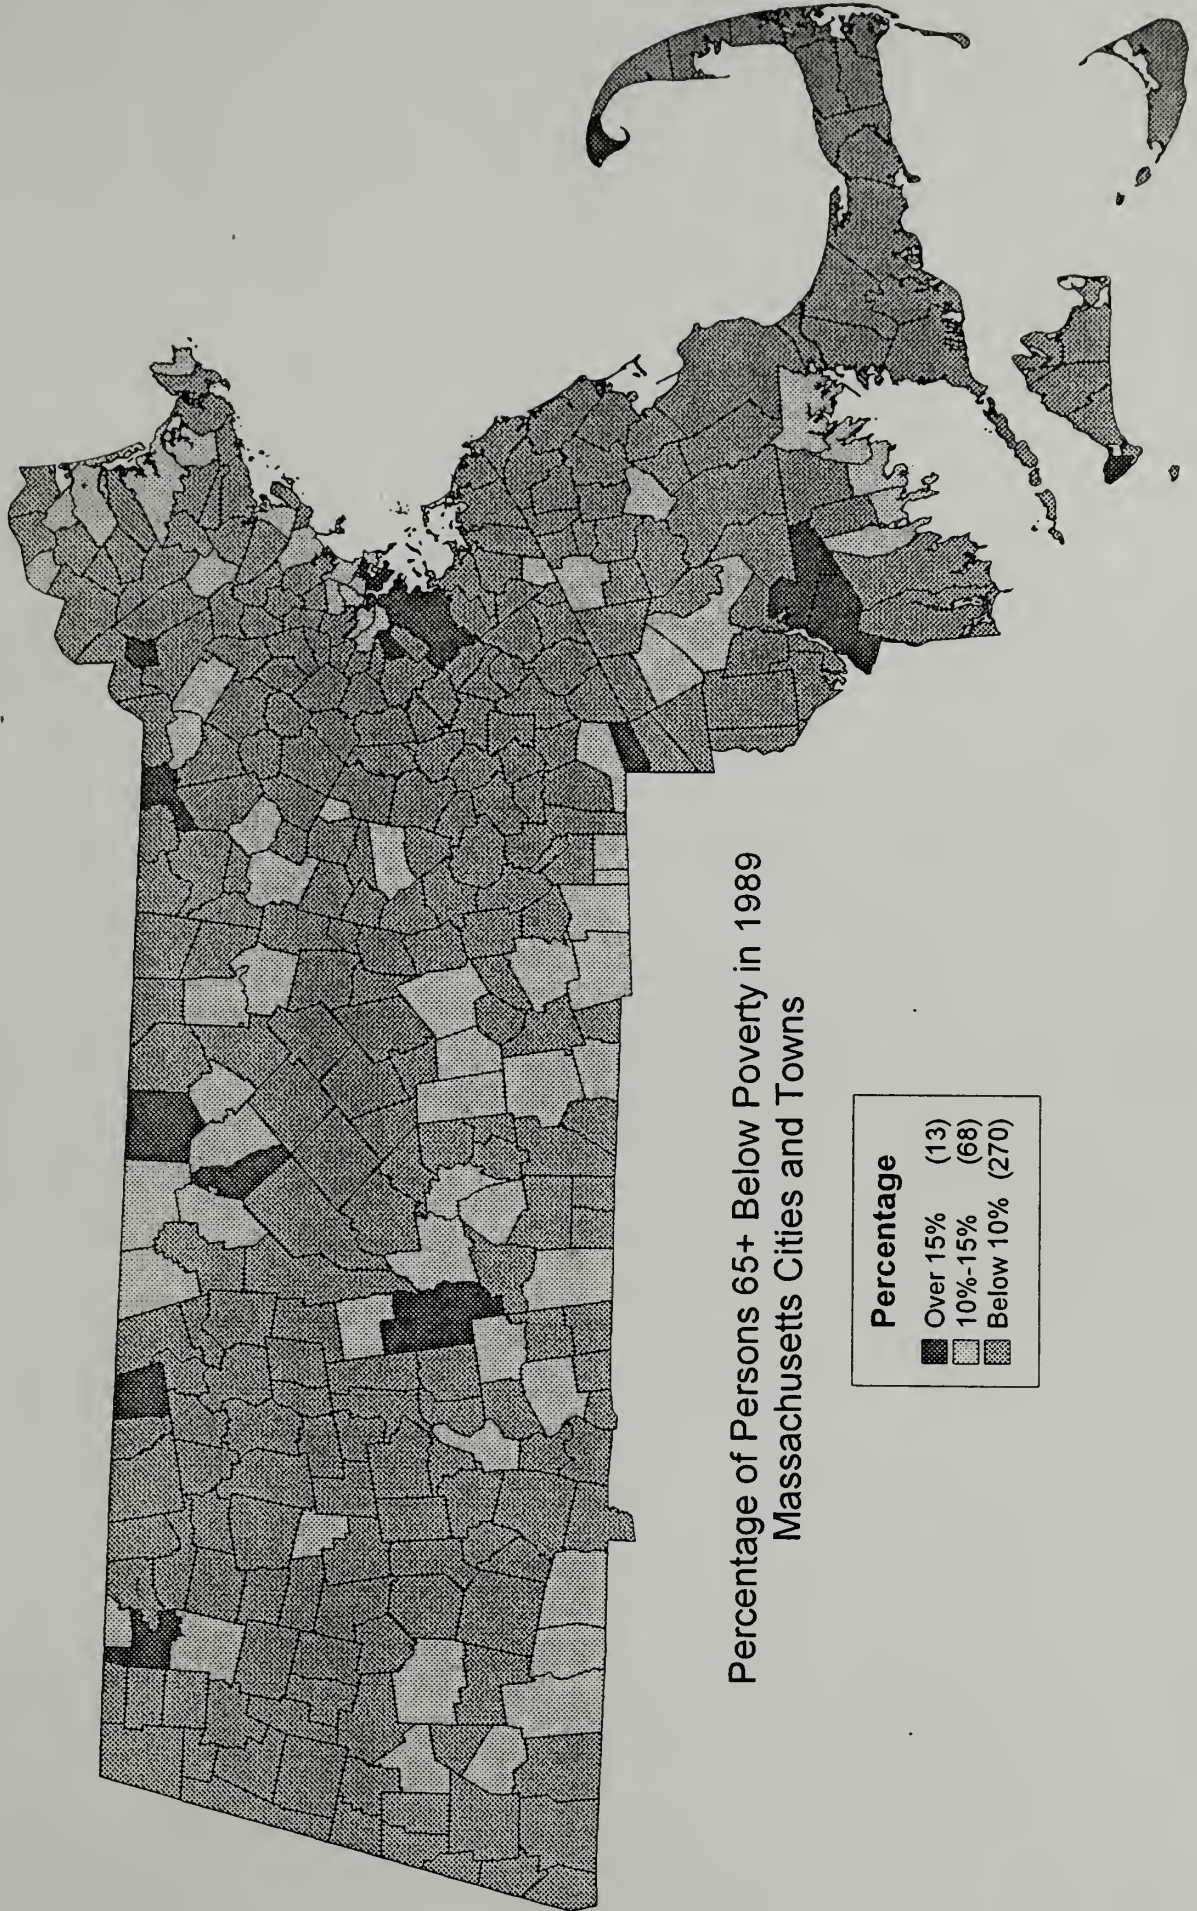 Percentage of Persons 65+ Below Poverty in 1989
Massachusetts Cities and Towns
Percentage
Over 15% (13)
10%-15% (68)
Below 10% (270)